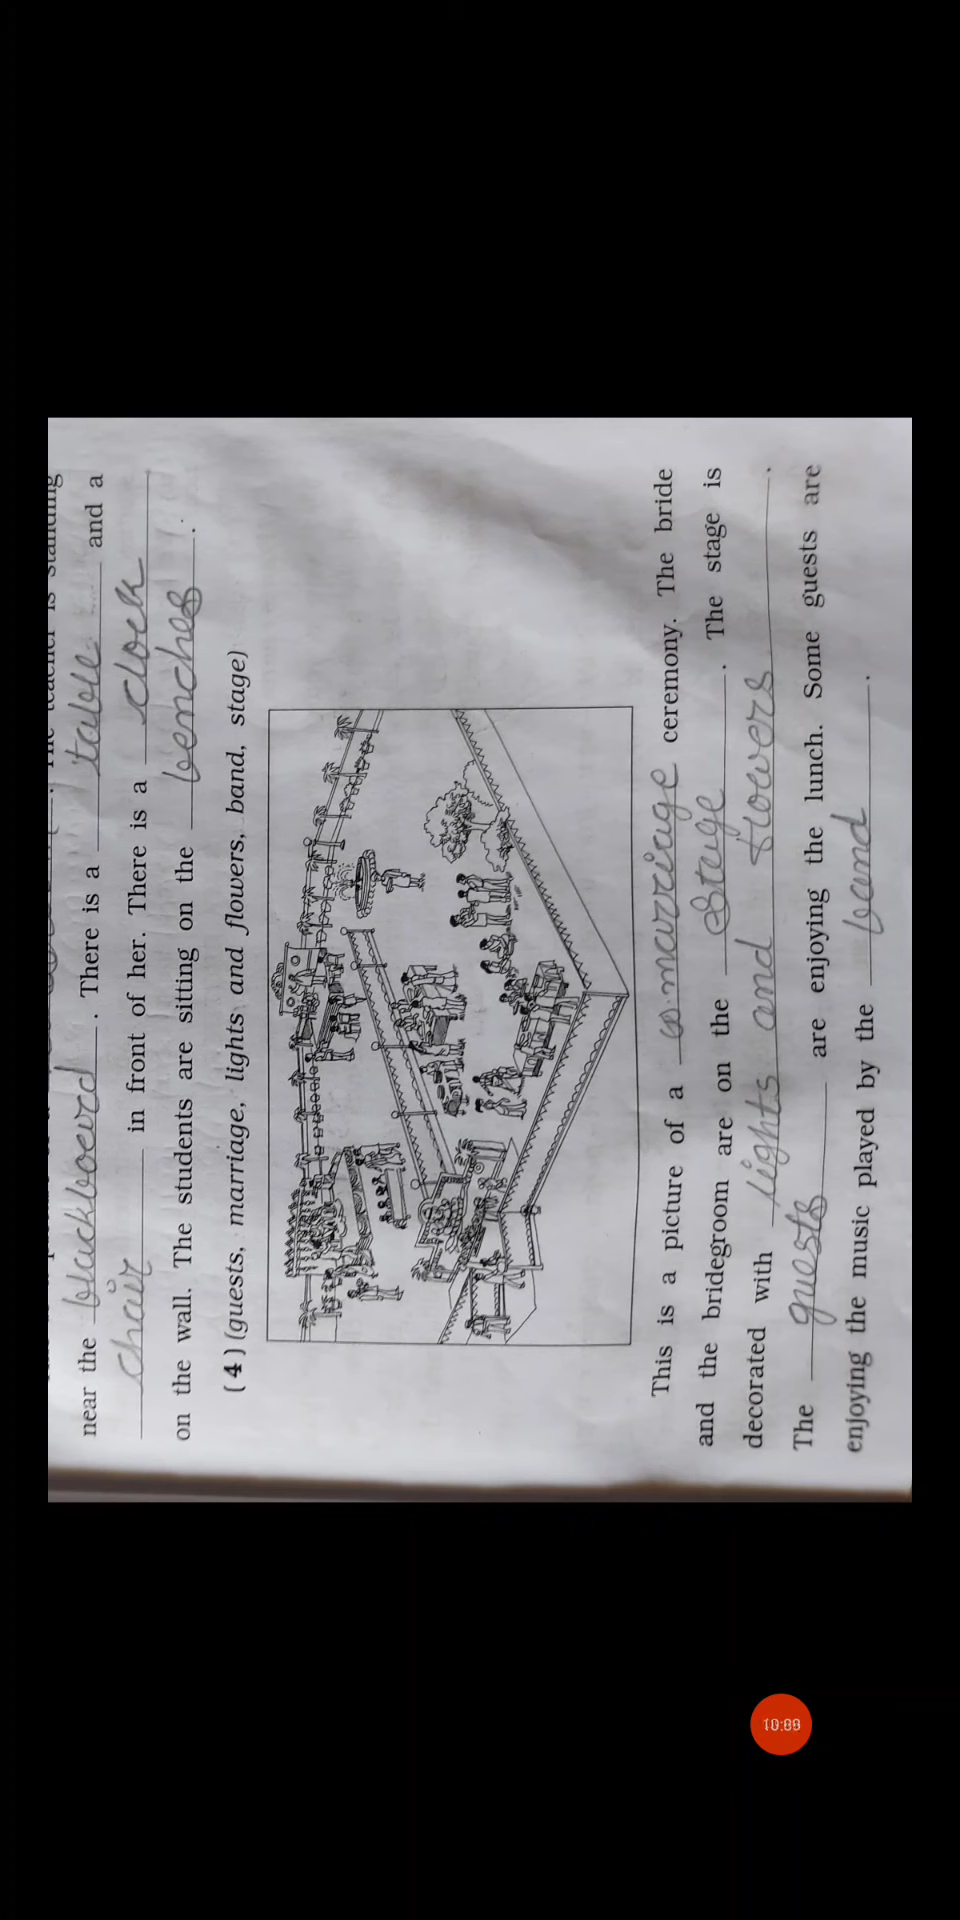 near the blackboard. There is a table and a
chair in front of her. There is a clock
on the wall. The students are sitting on the benches.
(4) (guests, marriage, lights and flowers, band, stage)
This is a picture of a marriage ceremony. The bride
and the bridegroom are on the stage. The stage is
decorated with lights and flowers.
The guests are enjoying the lunch. Some guests are
enjoying the music played by the band.